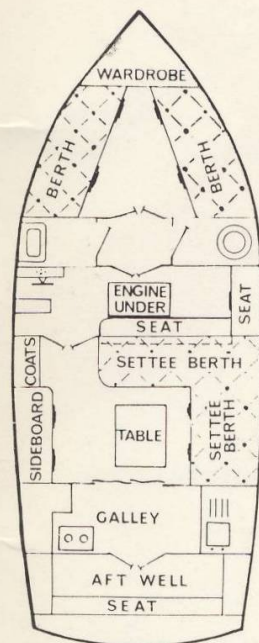 WARDROBE
BERTH
BERTH
ENGINE
UNDER
SEAT
SEAT
SETTEE BERTH
COATS
SIDEBOARD
SETTEE
BERTH
TABLE
GALLEY
AFT WELL
SEAT